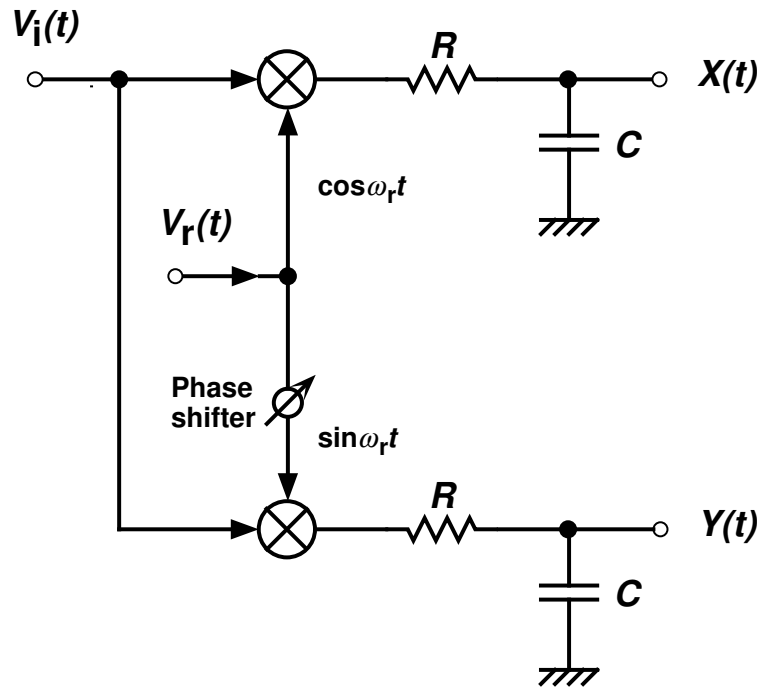 Vi(t)
R
X(t)
C
cosωrt
Vr(t)
Phase
shifter
sinωrt
R
Y(t)
C